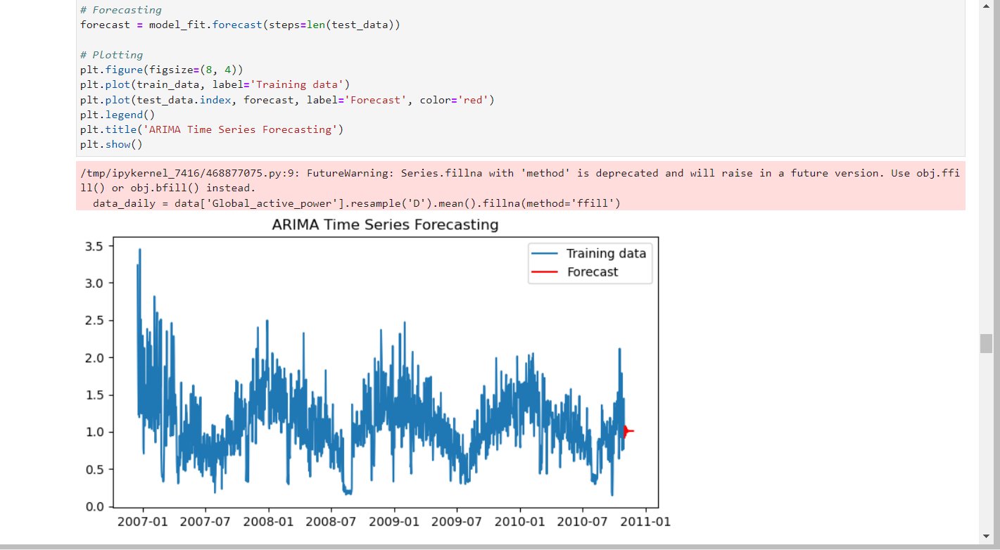 # Forecasting
forecast = model_fit.forecast(steps=len(test_data))
# Plotting
plt.figure(figsize=(8, 4))
plt.plot(train_data, label='Training data')
plt.plot(test_data.index, forecast, label='Forecast', color='red')
plt.legend()
plt.title('ARIMA Time Series Forecasting')
plt.show()
/tmp/ipykernel_7416/468877075.py:9: FutureWarning: Series.fillna with 'method' is deprecated and will raise in a future version. Use obj.ffi
ll() or obj.bfill() instead.
  data_daily = data['Global_active_power'].resample('D').mean().fillna(method='ffill')
ARIMA Time Series Forecasting
Training data
Forecast
3.5
3.0
2.5
2.0
1.5
1.0
0.5
0.0
2007-01 2007-07 2008-01 2008-07 2009-01 2009-07 2010-01 2010-07 2011-01